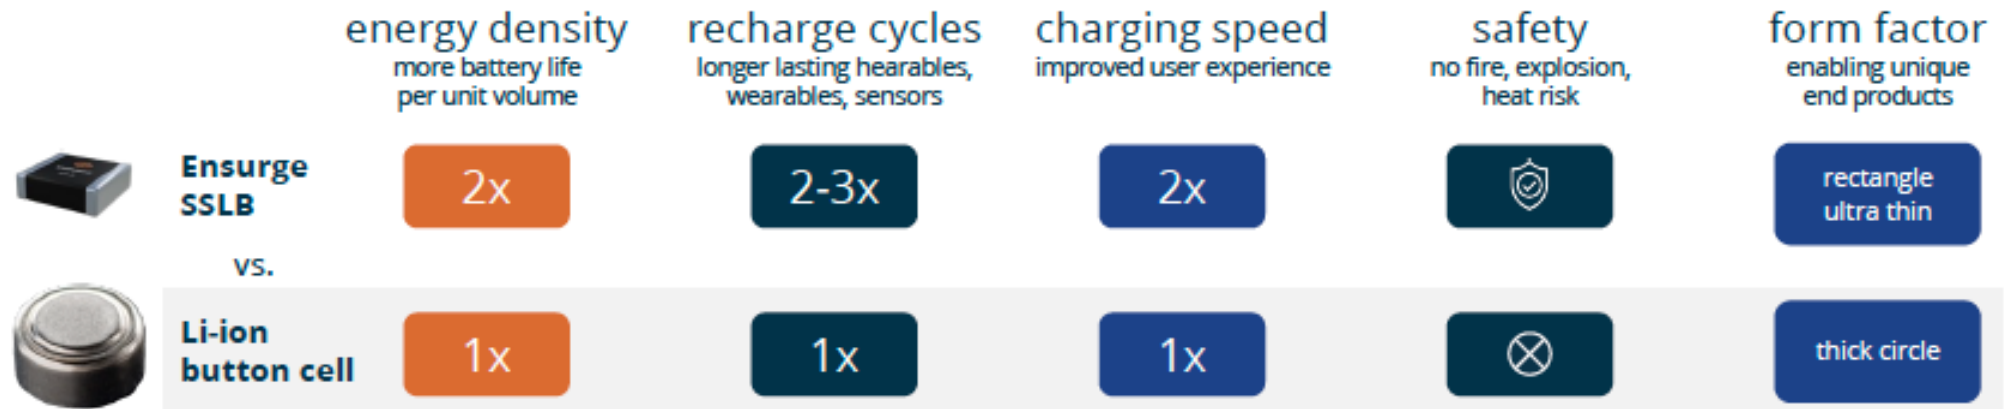 energy density
more battery life
per unit volume
recharge cycles
longer lasting hearables,
wearables, sensors
charging speed
improved user experience
safety
no fire, explosion,
heat risk
form factor
enabling unique
end products
Ensurge
SSLB
2x
2-3x
2x
rectangle
ultra thin
vs.
Li-ion
button cell
1x
1x
1x
thick circle